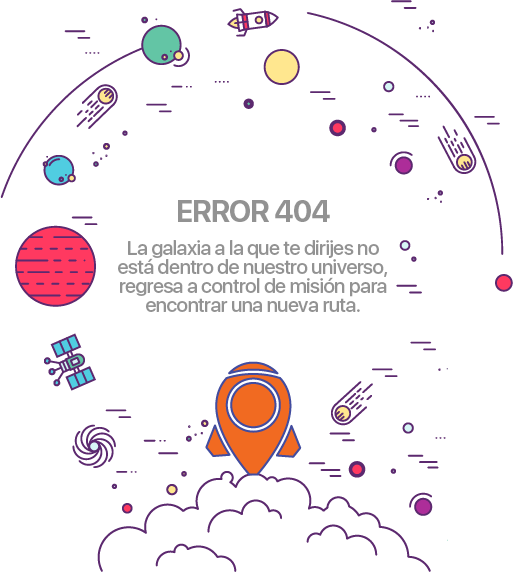 ERROR 404
La galaxia a la que te dirijes no
está dentro de nuestro universo,
regresa a control de misión para
encontrar una nueva ruta.